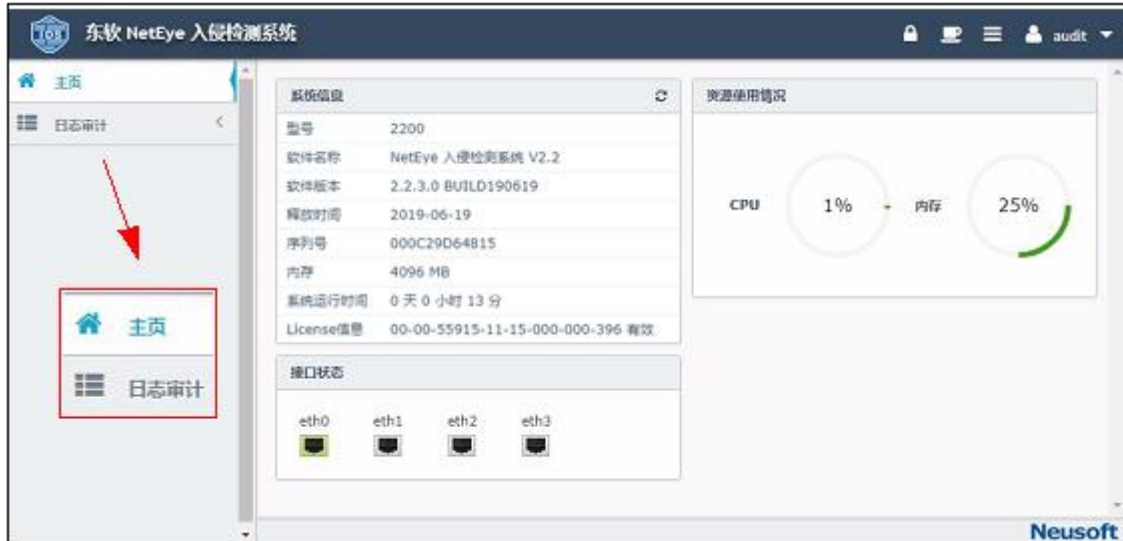 IDS 东软 NetEye 入侵检测系统
audit
主页
日志审计
主页
日志审计
系统信息
型号 2200
软件名称 NetEye 入侵检测系统 V2.2
软件版本 2.2.3.0 BUILD190619
释放时间 2019-06-19
序列号 000C29D64815
内存 4096 MB
系统运行时间 0 天 0 小时 13 分
License信息 00-00-55915-11-15-000-000-396 有效
接口状态
eth0 eth1 eth2 eth3
资源使用情况
CPU 1% 内存 25%
Neusoft